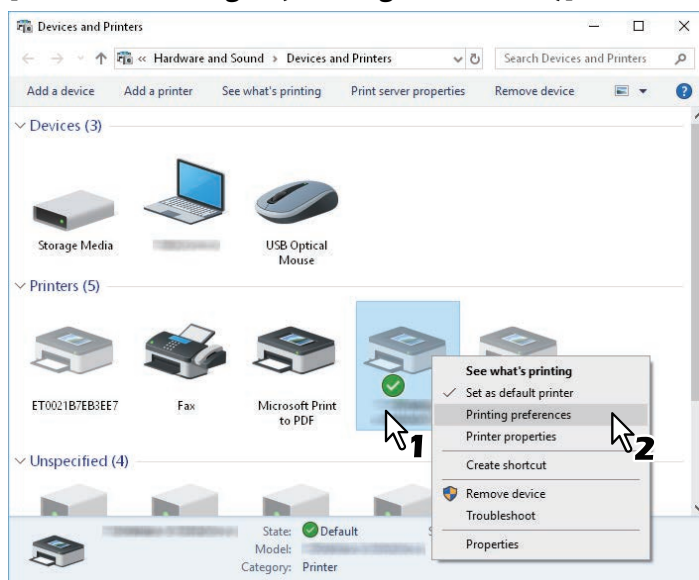 Devices and Printers
« Hardware and Sound > Devices and Printers
Search Devices and Printers
Add a device Add a printer See what's printing Print server properties Remove device
Devices (3)
Storage Media
USB Optical
Mouse
Printers (5)
ET0021B7EB3EE7
Fax
Microsoft Print
to PDF
1
See what's printing
Set as default printer
Printing preferences
2
Printer properties
Create shortcut
Remove device
Troubleshoot
Properties
Unspecified (4)
State: Default
Model:
Category: Printer